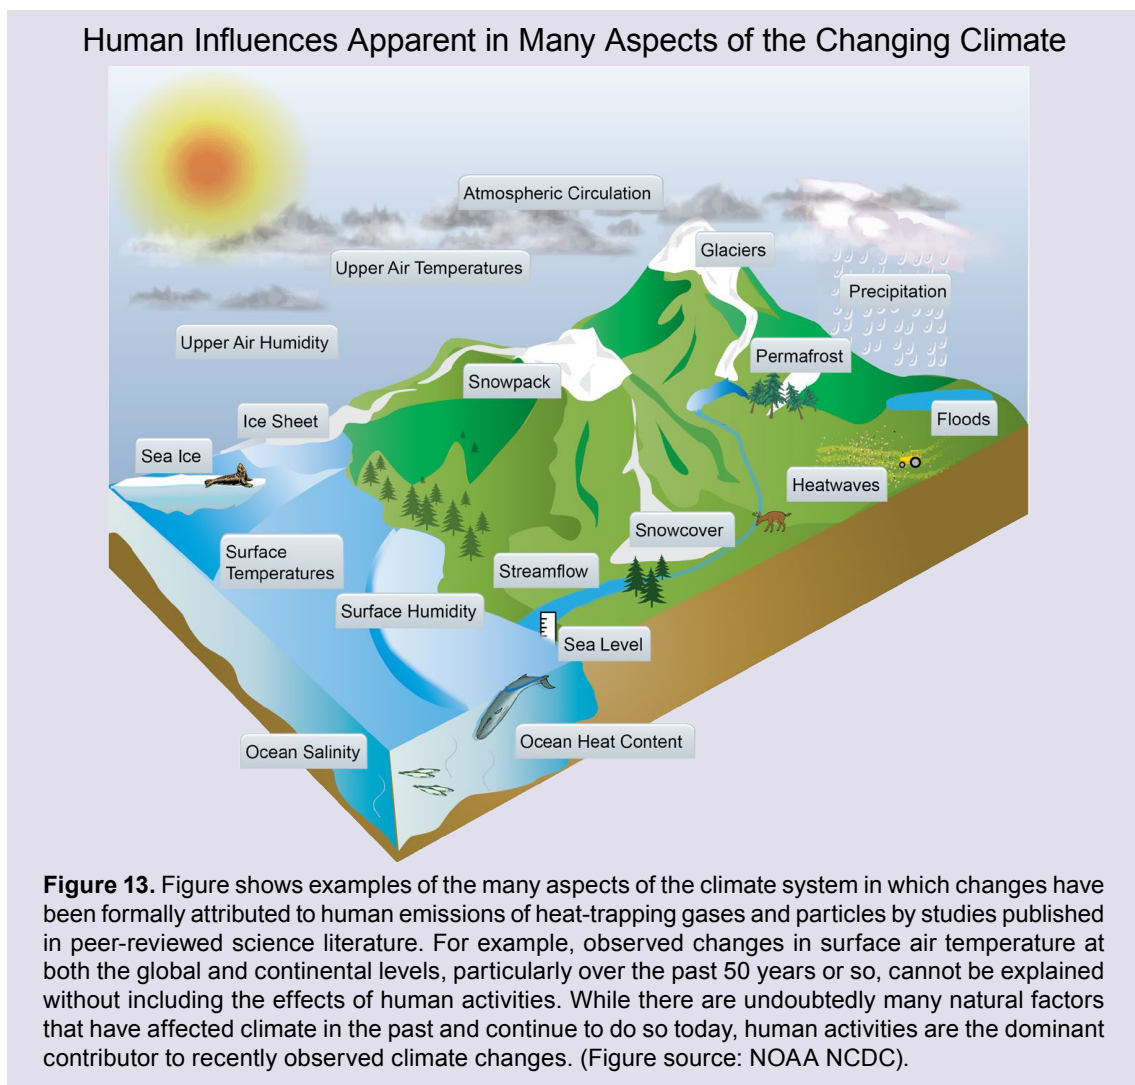 Human Influences Apparent in Many Aspects of the Changing Climate
Atmospheric Circulation
Glaciers
Upper Air Temperatures
Precipitation
Upper Air Humidity
Permafrost
Snowpack
Ice Sheet
Floods
Sea Ice
Heatwaves
Snowcover
Surface
Temperatures
Streamflow
Surface Humidity
Sea Level
Ocean Salinity
Ocean Heat Content
Figure 13. Figure shows examples of the many aspects of the climate system in which changes have
been formally attributed to human emissions of heat-trapping gases and particles by studies published
in peer-reviewed science literature. For example, observed changes in surface air temperature at
both the global and continental levels, particularly over the past 50 years or so, cannot be explained
without including the effects of human activities. While there are undoubtedly many natural factors
that have affected climate in the past and continue to do so today, human activities are the dominant
contributor to recently observed climate changes. (Figure source: NOAA NCDC).